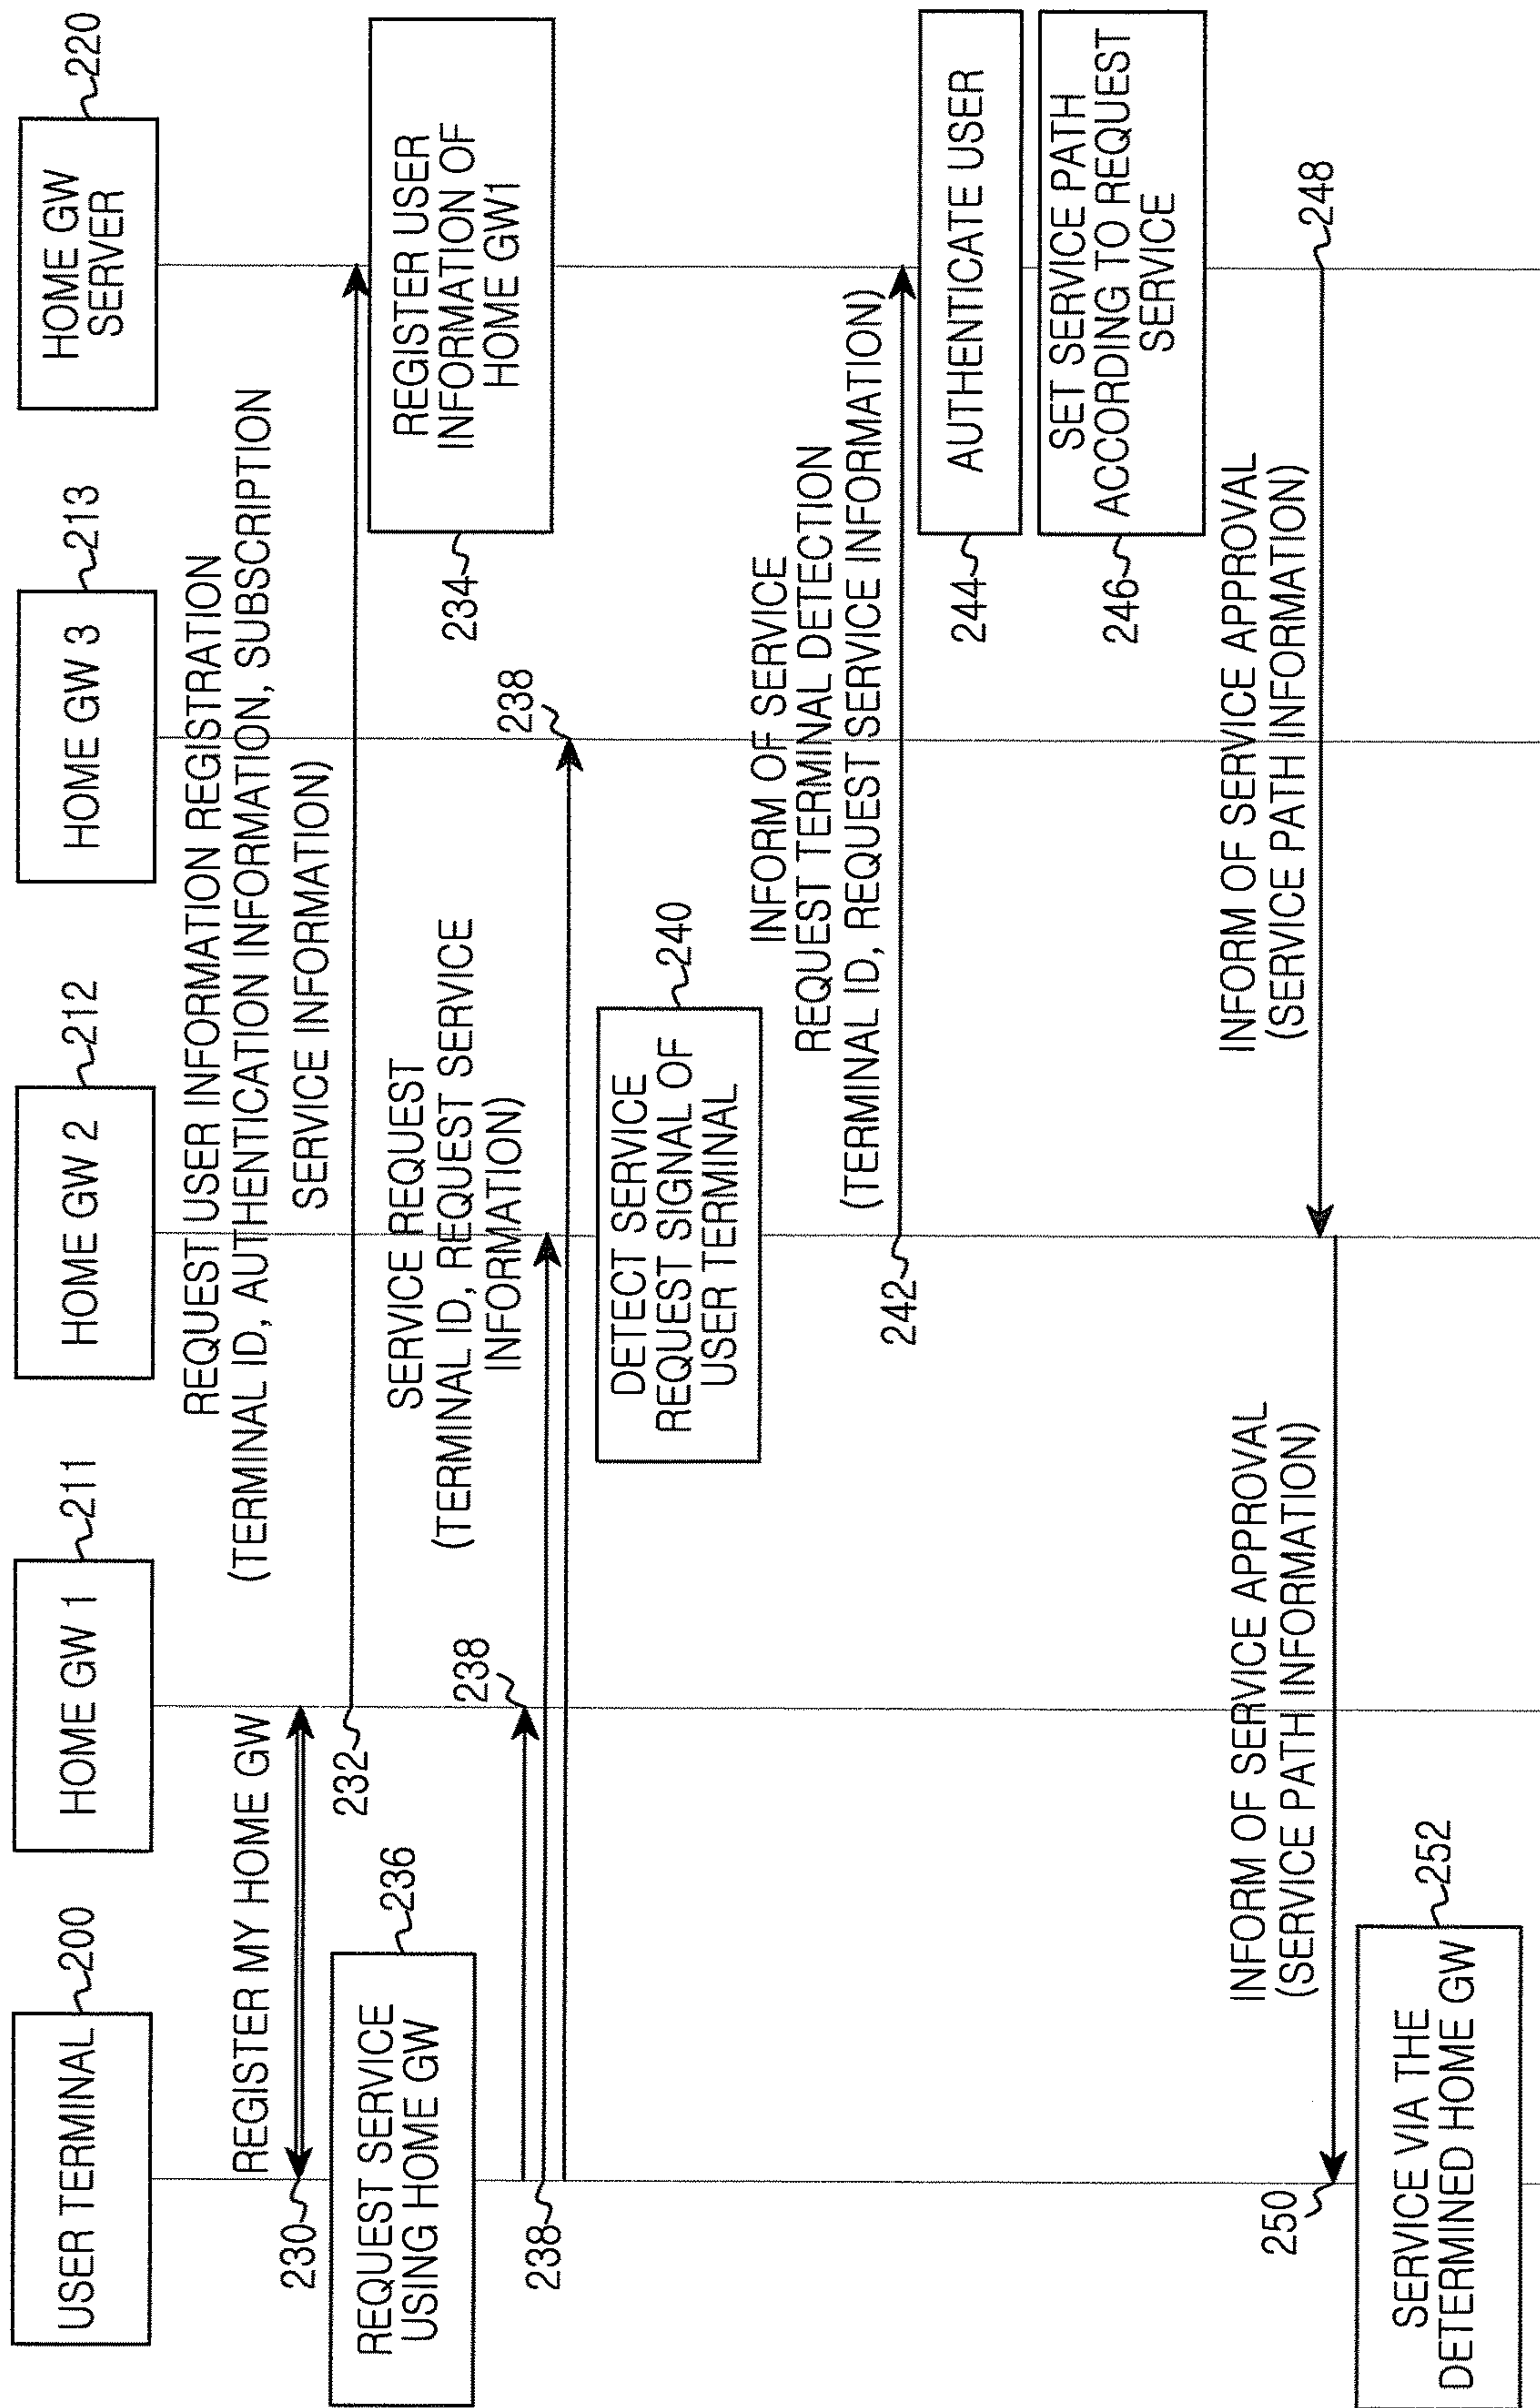 USER TERMINAL
200
HOME GW 1
211
HOME GW 2
212
HOME GW 3
213
HOME GW
SERVER
220
REGISTER MY HOME GW
230
REQUEST USER INFORMATION REGISTRATION
(TERMINAL ID, AUTHENTICATION INFORMATION, SUBSCRIPTION
SERVICE INFORMATION)
232
REGISTER USER
INFORMATION OF
HOME GW1
234
REQUEST SERVICE
USING HOME GW
236
SERVICE REQUEST
(TERMINAL ID, REQUEST SERVICE
INFORMATION)
238
238
238
DETECT SERVICE
REQUEST SIGNAL OF
USER TERMINAL
240
INFORM OF SERVICE
REQUEST TERMINAL DETECTION
(TERMINAL ID, REQUEST SERVICE INFORMATION)
242
AUTHENTICATE USER
244
SET SERVICE PATH
ACCORDING TO REQUEST
SERVICE
246
INFORM OF SERVICE APPROVAL
(SERVICE PATH INFORMATION)
248
INFORM OF SERVICE APPROVAL
(SERVICE PATH INFORMATION)
250
SERVICE VIA THE
DETERMINED HOME GW
252